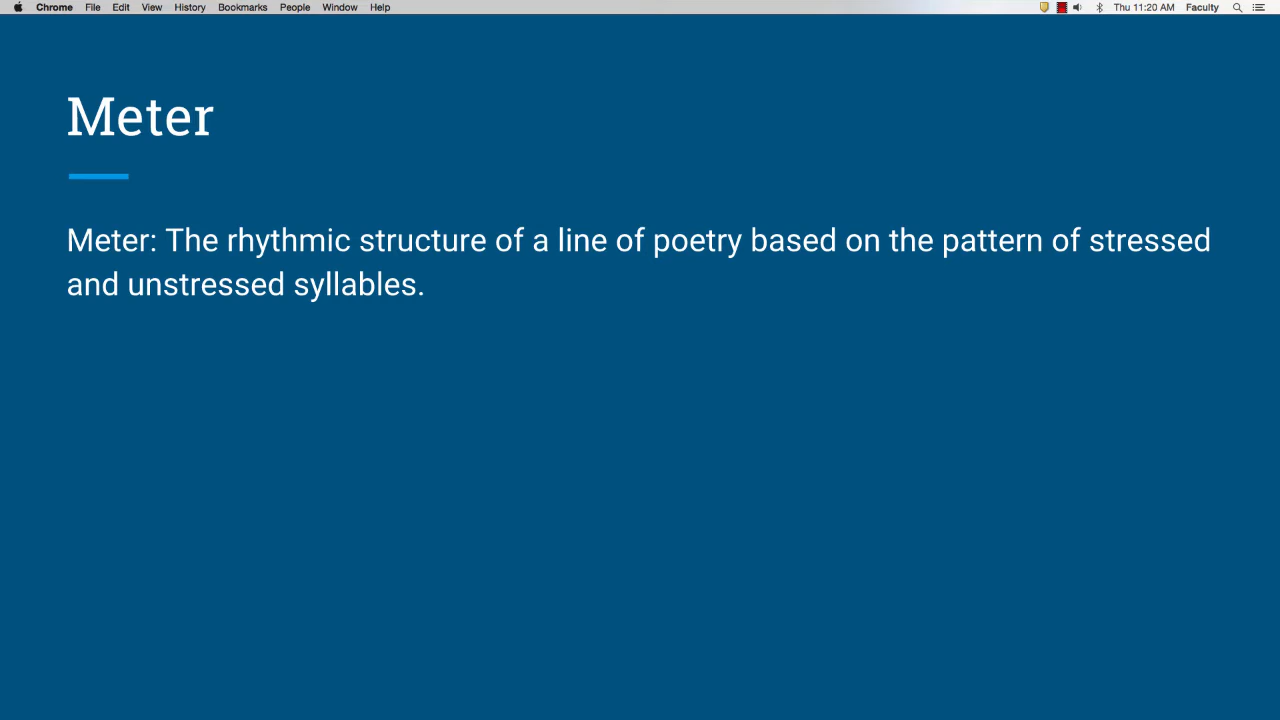 Chrome File Edit View History Bookmarks People Window Help Thu 11:20 AM Faculty
Meter
Meter: The rhythmic structure of a line of poetry based on the pattern of stressed
and unstressed syllables.